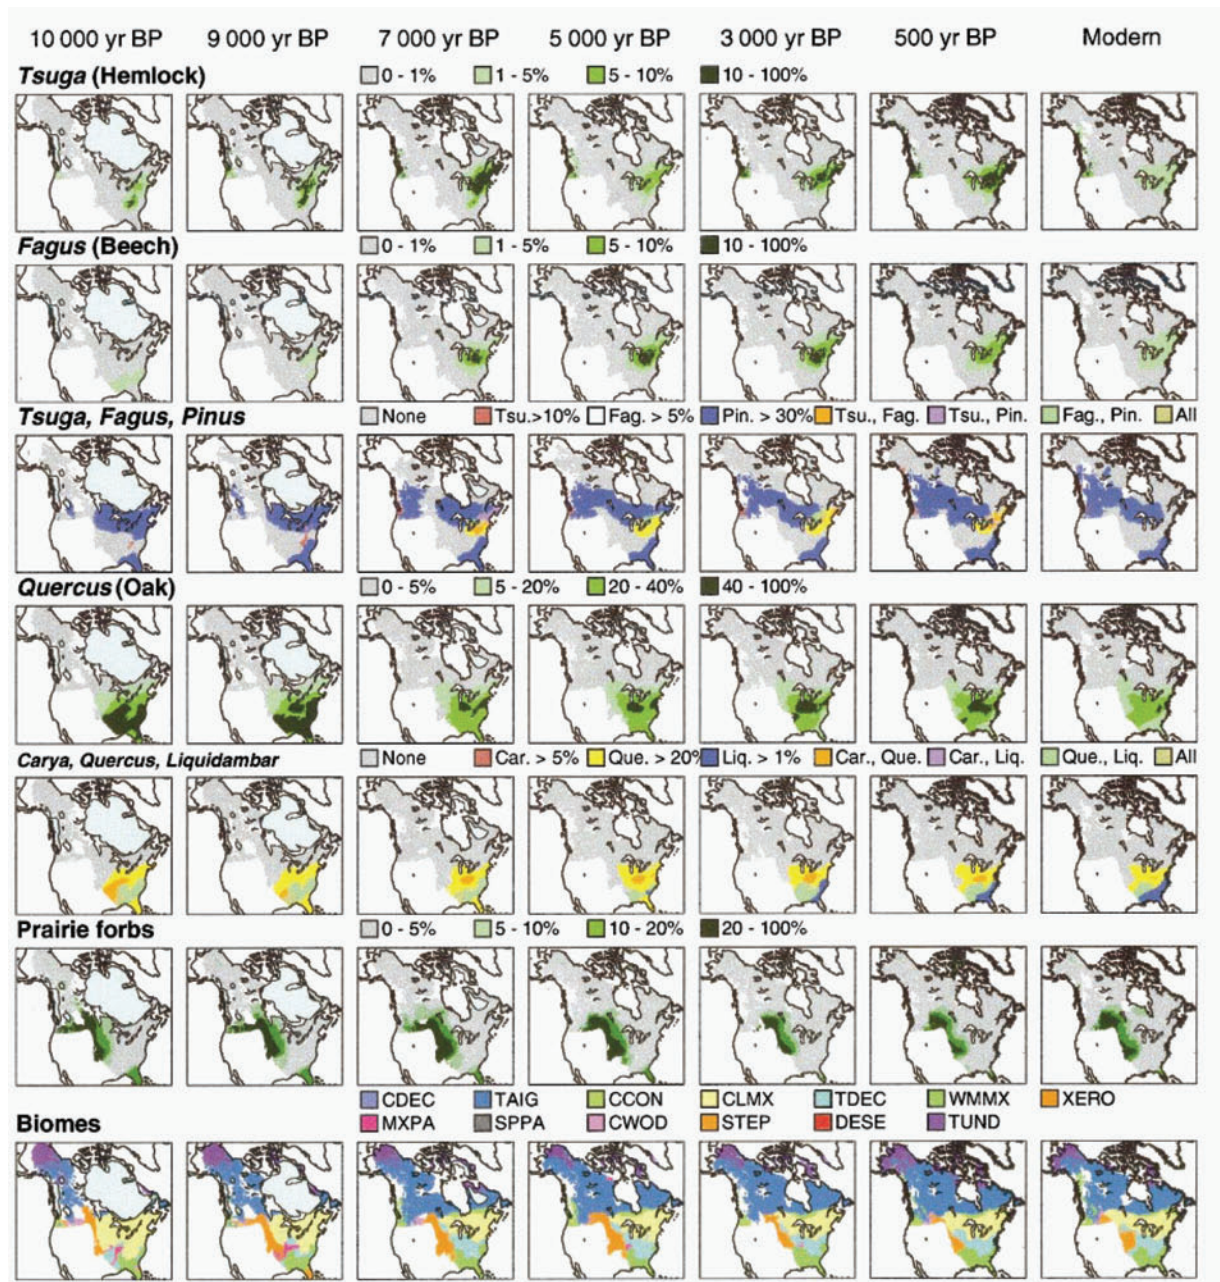 10 000 yr BP 9 000 yr BP 7 000 yr BP 5 000 yr BP 3 000 yr BP 500 yr BP Modern
Tsuga (Hemlock) 0 - 1% 1 - 5% 5 - 10% 10 - 100%
Fagus (Beech) 0 - 1% 1 - 5% 5 - 10% 10 - 100%
Tsuga, Fagus, Pinus None Tsu.>10% Fag. > 5% Pin. > 30% Tsu., Fag. Tsu., Pin. Fag., Pin. All
Quercus (Oak) 0 - 5% 5 - 20% 20 - 40% 40 - 100%
Carya, Quercus, Liquidambar None Car. > 5% Que. > 20% Liq. > 1% Car., Que. Car., Liq. Que., Liq. All
Prairie forbs 0 - 5% 5 - 10% 10 - 20% 20 - 100%
CDEC TAIG CCON CLMX TDEC WMMX XERO
Biomes MXPA SPPA CWOD STEP DESE TUND